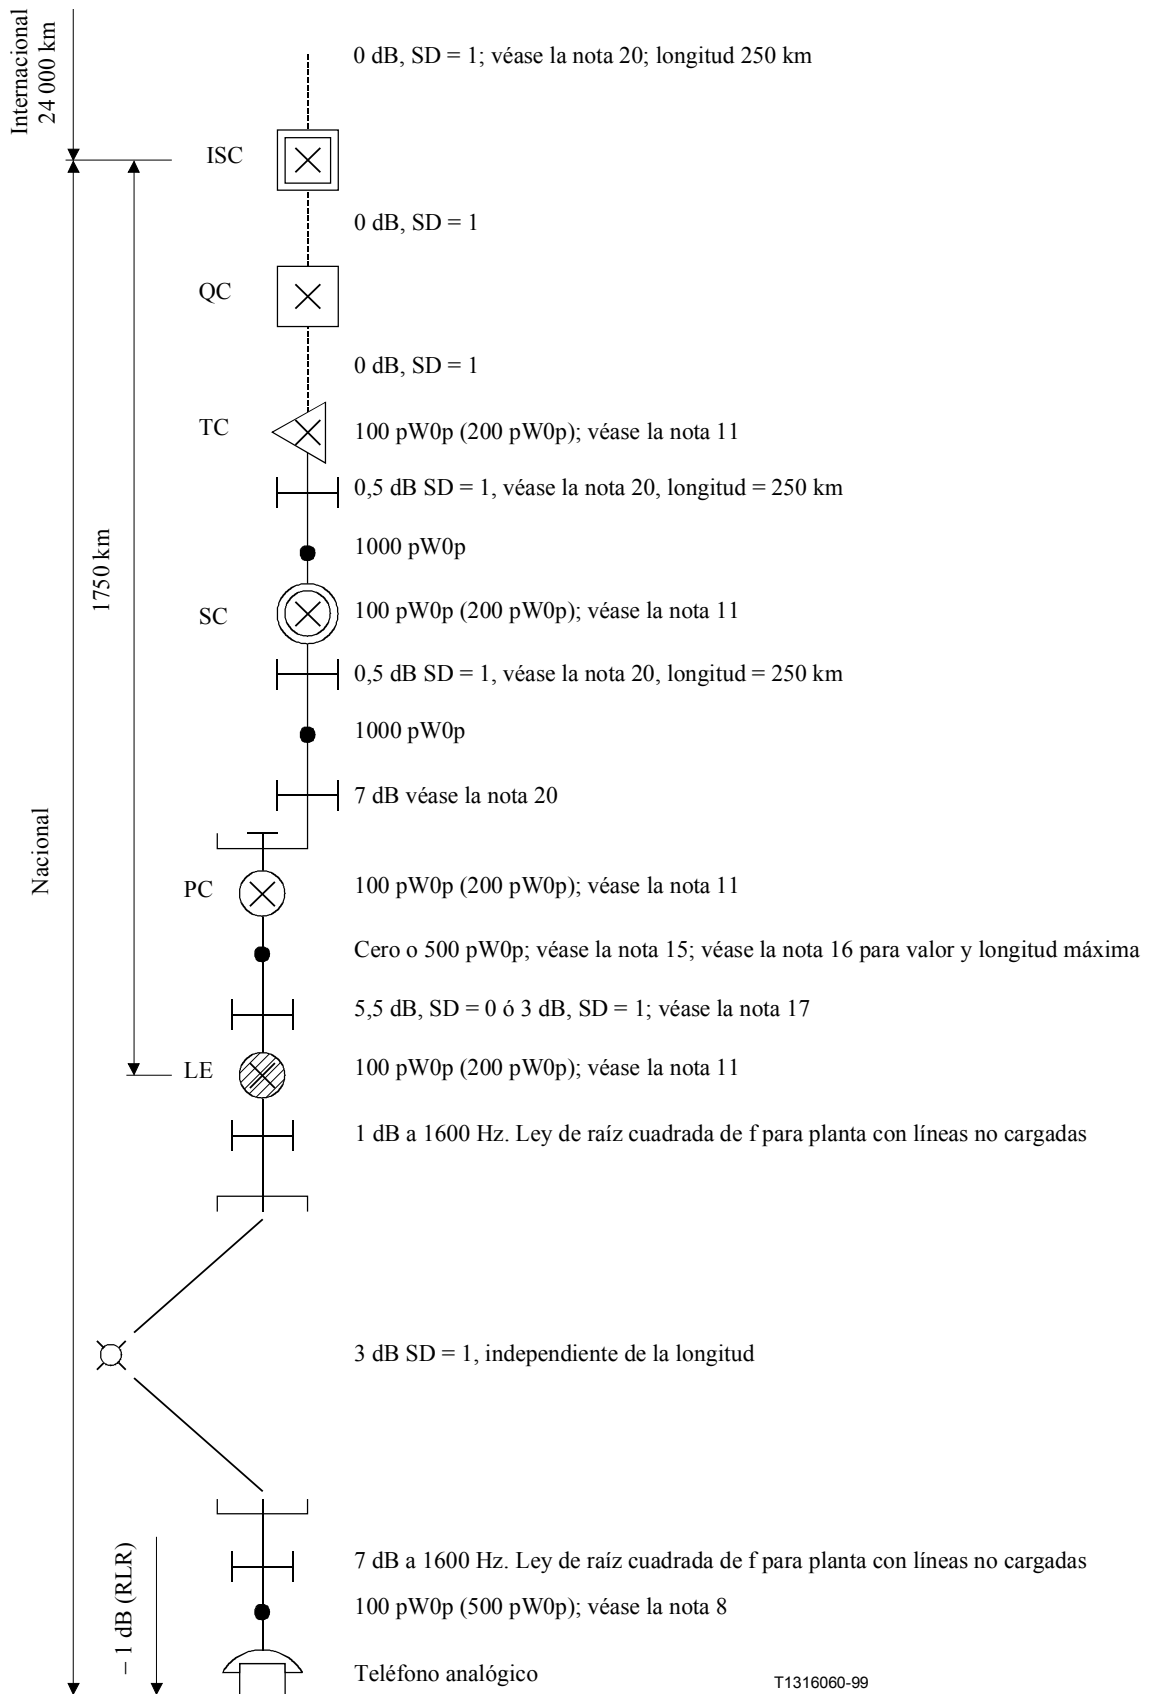 Internacional
24 000 km
0 dB, SD = 1; véase la nota 20; longitud 250 km
ISC
0 dB, SD = 1
QC
0 dB, SD = 1
TC
100 pW0p (200 pW0p); véase la nota 11
0,5 dB SD = 1, véase la nota 20, longitud = 250 km
1000 pW0p
1750 km
SC
100 pW0p (200 pW0p); véase la nota 11
0,5 dB SD = 1, véase la nota 20, longitud = 250 km
1000 pW0p
7 dB véase la nota 20
Nacional
PC
100 pW0p (200 pW0p); véase la nota 11
Cero o 500 pW0p; véase la nota 15; véase la nota 16 para valor y longitud máxima
5,5 dB, SD = 0 ó 3 dB, SD = 1; véase la nota 17
LE
100 pW0p (200 pW0p); véase la nota 11
1 dB a 1600 Hz. Ley de raíz cuadrada de f para planta con líneas no cargadas
3 dB SD = 1, independiente de la longitud
– 1 dB (RLR)
7 dB a 1600 Hz. Ley de raíz cuadrada de f para planta con líneas no cargadas
100 pW0p (500 pW0p); véase la nota 8
Teléfono analógico
T1316060-99